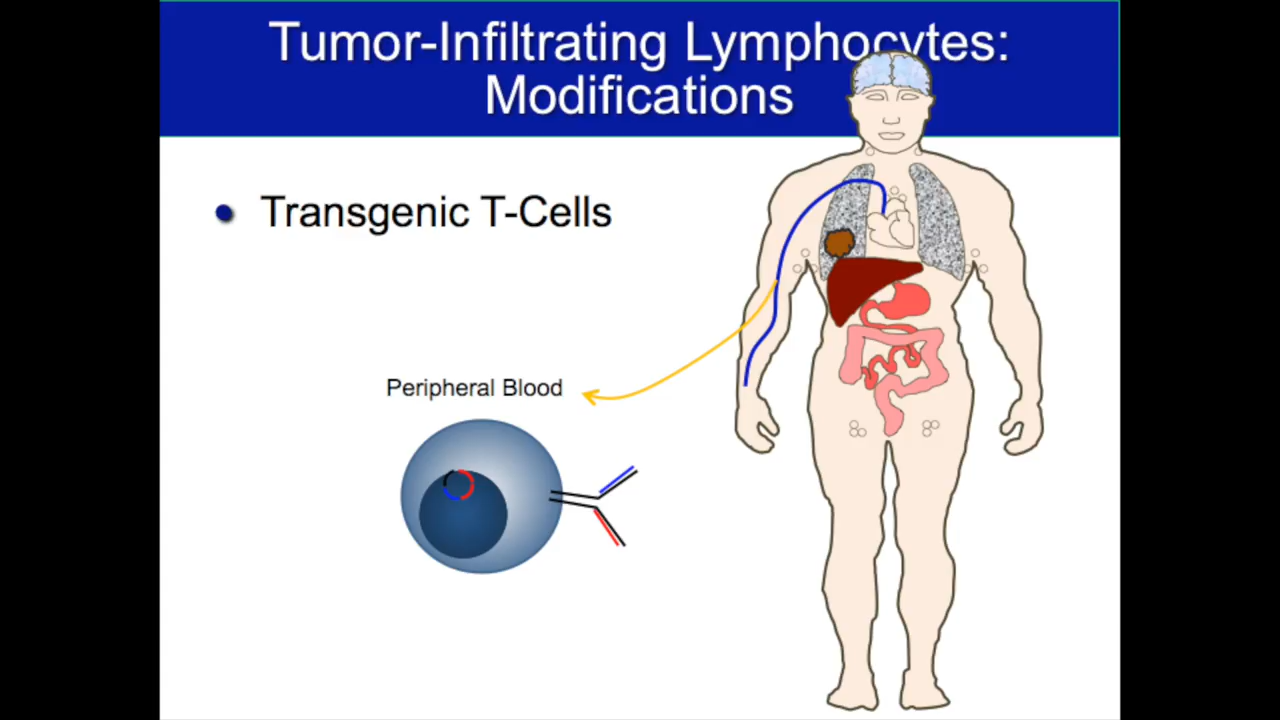 Tumor-Infiltrating Lymphocytes:
Modifications
Transgenic T-Cells
Peripheral Blood